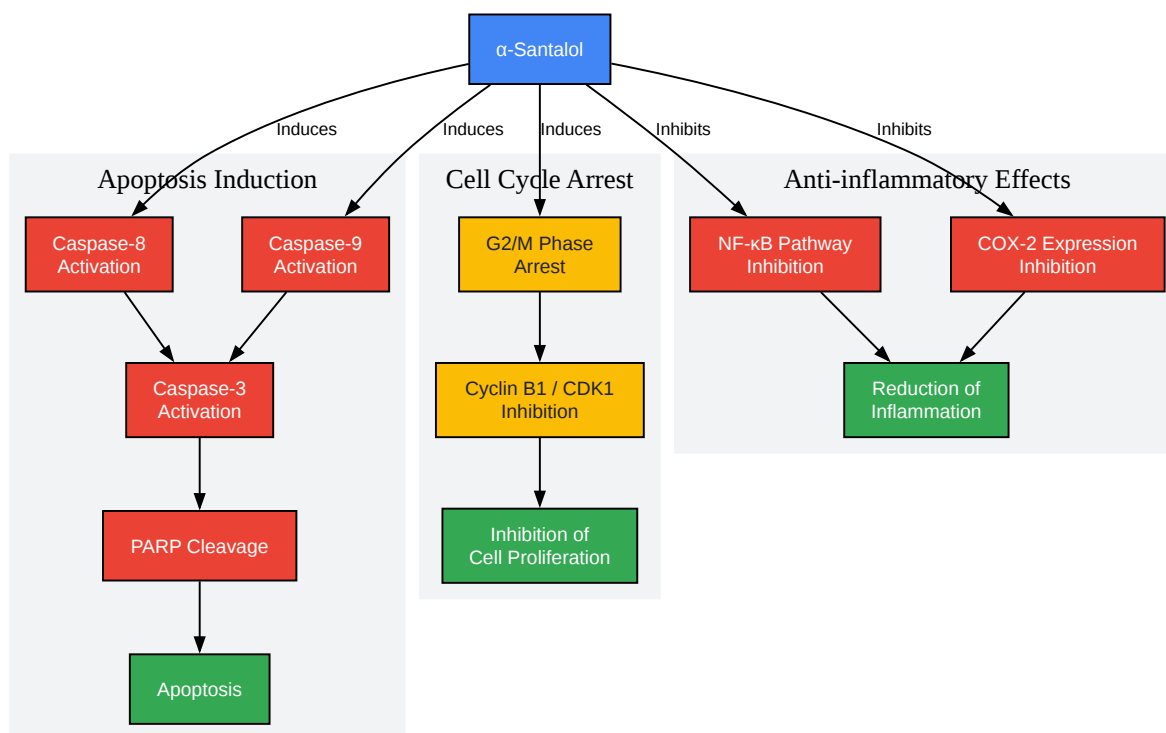 α-Santalol
Induces
Induces
Induces
Inhibits
Inhibits
Apoptosis Induction
Cell Cycle Arrest
Anti-inflammatory Effects
Caspase-8
Activation
Caspase-9
Activation
G2/M Phase
Arrest
NF-κB Pathway
Inhibition
COX-2 Expression
Inhibition
Caspase-3
Activation
Cyclin B1 / CDK1
Inhibition
Reduction of
Inflammation
PARP Cleavage
Inhibition of
Cell Proliferation
Apoptosis